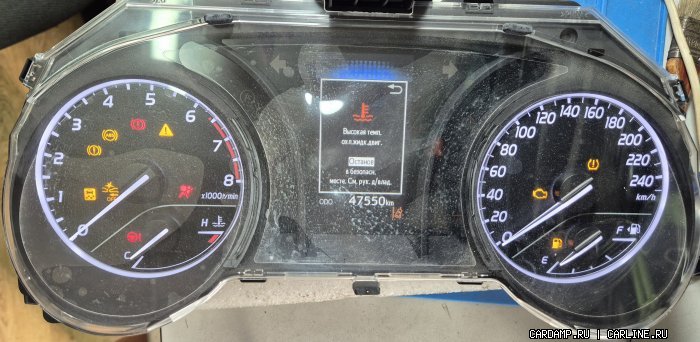 8
7
6
5
4
3
2
1
0
x1000r/min
ABS
H
C
Высокая темп.
охл.жидк.двиг.
Останов
в безопасн.
месте. См. рук. д/влад.
ODO 47550km
0
20
40
60
80
100
120
140
160
180
200
220
240
km/h
F
E
CARDAMP.RU | CARLINE.RU